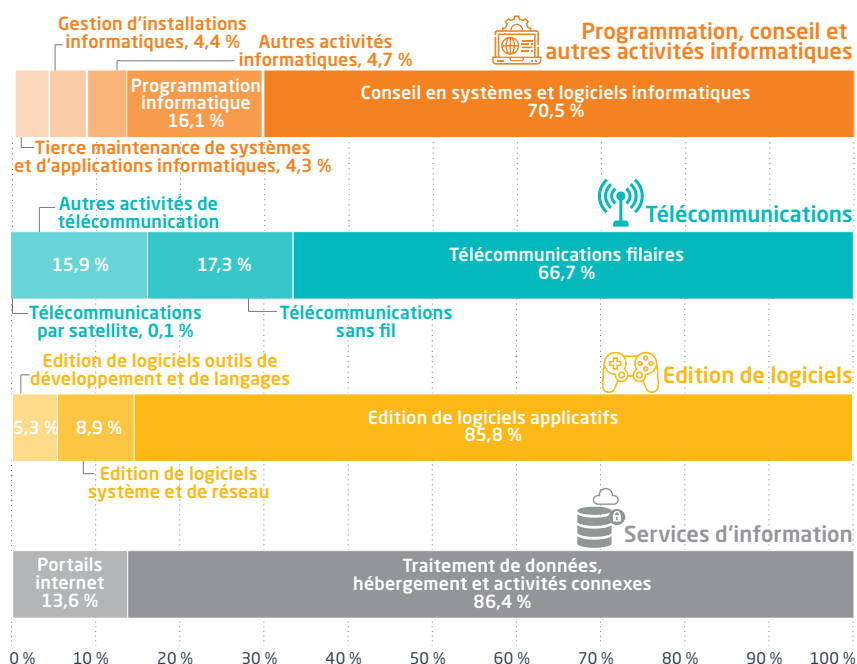 Programmation, conseil et
autres activités informatiques
Gestion d'installations
informatiques, 4,4 %
Autres activités
informatiques, 4,7 %
Programmation
informatique
16,1 %
Conseil en systèmes et logiciels informatiques
70,5 %
Tierce maintenance de systèmes
et d'applications informatiques, 4,3 %
Télécommunications
Autres activités de
télécommunication
15,9 %
17,3 %
Télécommunications filaires
66,7 %
Télécommunications
par satellite, 0,1 %
Télécommunications
sans fil
Edition de logiciels
Edition de logiciels outils de
développement et de langages
5,3 %
8,9 %
Edition de logiciels applicatifs
85,8 %
Edition de logiciels
système et de réseau
Services d'information
Portails
internet
13,6 %
Traitement de données,
hébergement et activités connexes
86,4 %
0 % 10 % 20 % 30 % 40 % 50 % 60 % 70 % 80 % 90 % 100 %